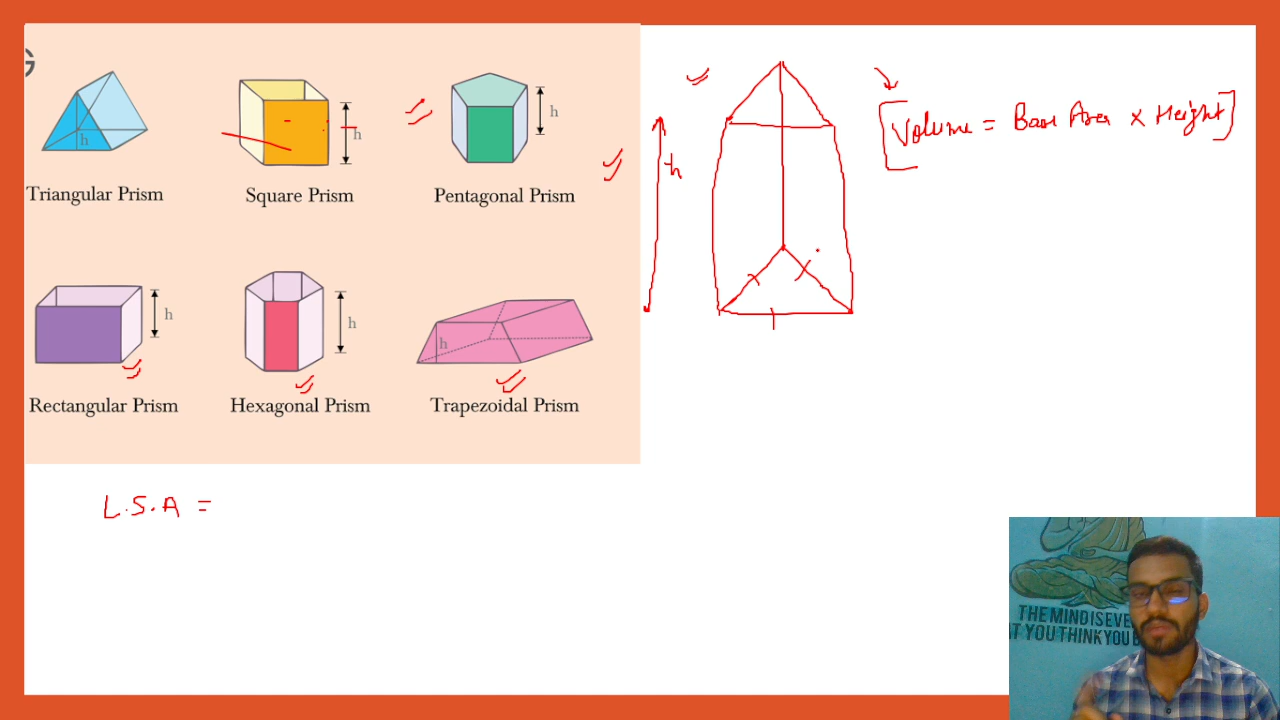 G
h
Triangular Prism
h
Square Prism
h
Pentagonal Prism
h
Rectangular Prism
h
Hexagonal Prism
h
Trapezoidal Prism
h
Volume = Base Area × Height
L.S.A =
THE MIND IS EVE
AT YOU THINK YOU B